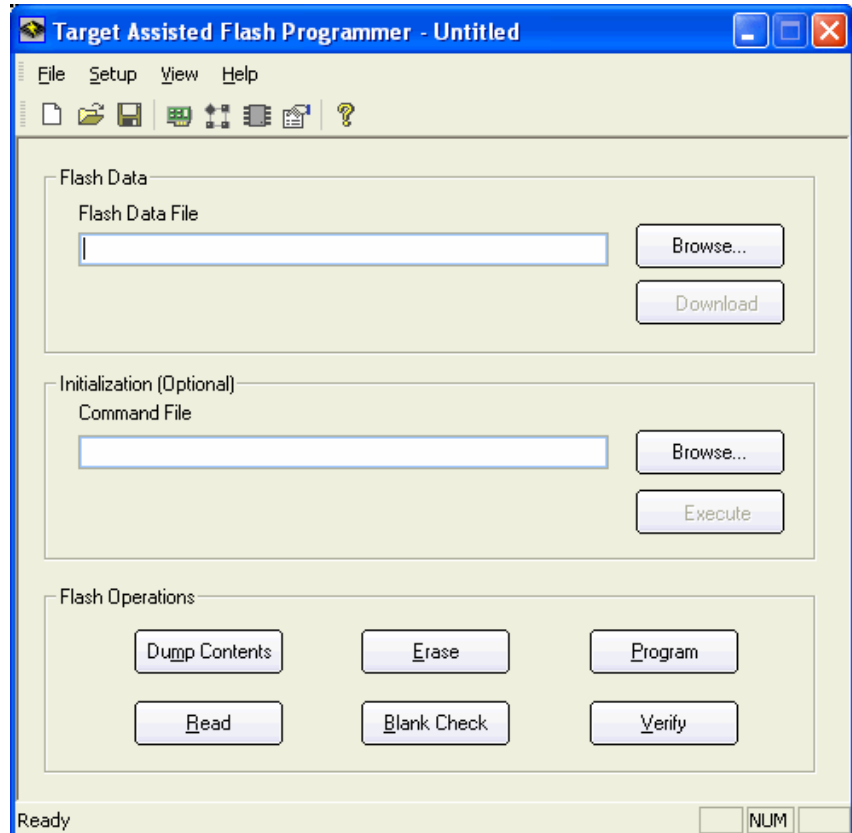 Target Assisted Flash Programmer - Untitled
File Setup View Help
Flash Data
Flash Data File
Browse...
Download
Initialization (Optional)
Command File
Browse...
Execute
Flash Operations
Dump Contents Erase Program
Read Blank Check Verify
Ready NUM